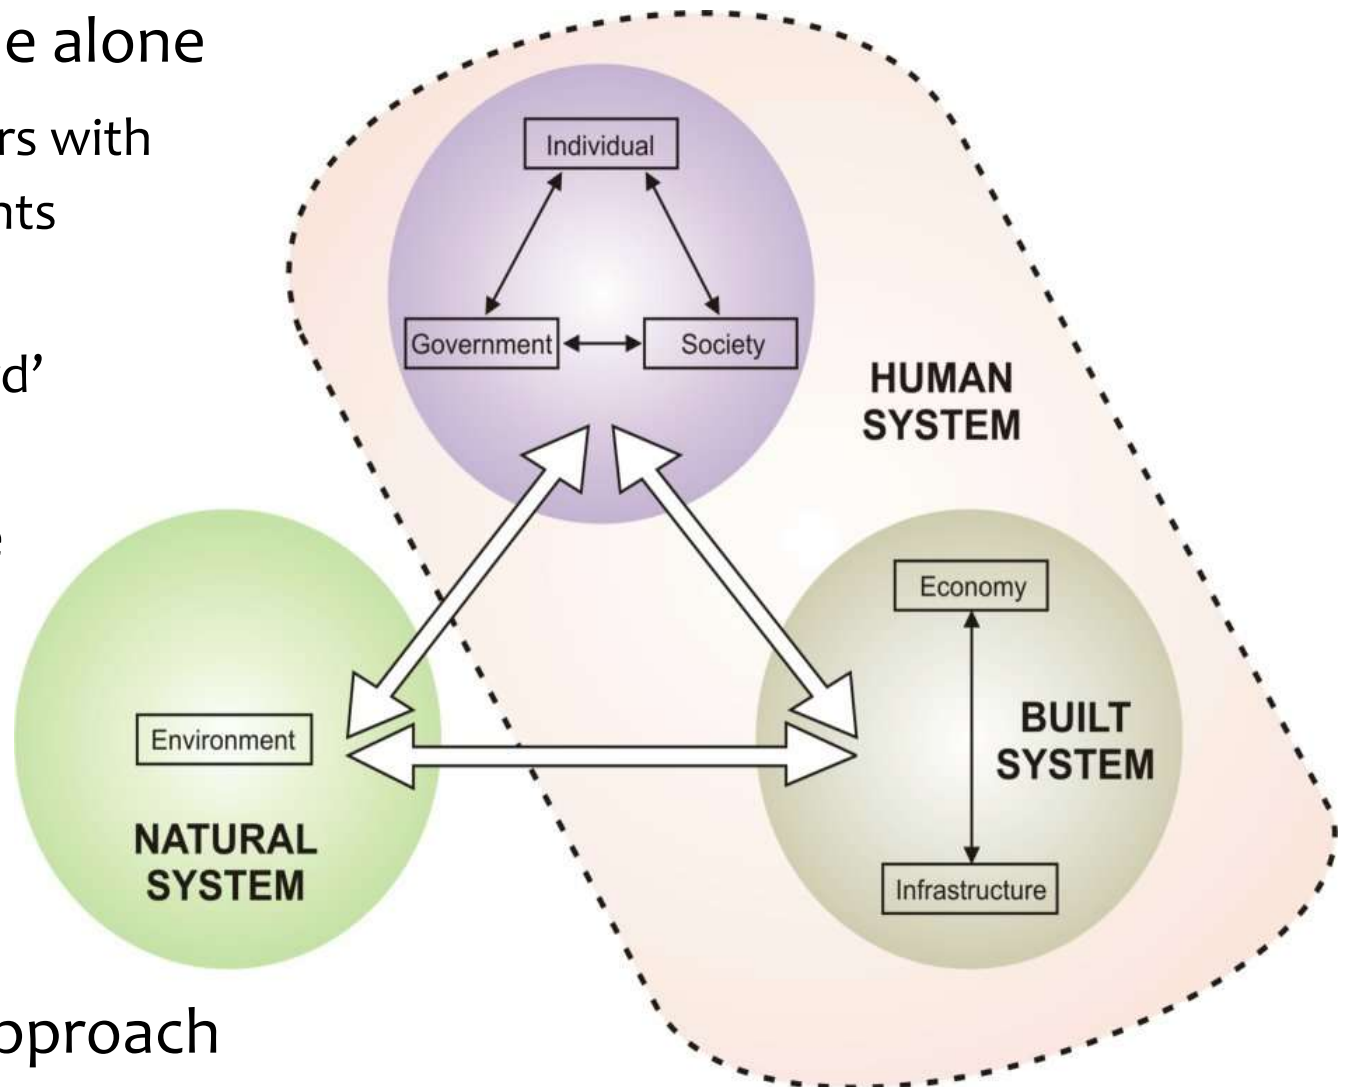 e alone
rs with
nts
d’
e
pproach
Individual
Government
Society
HUMAN
SYSTEM
Economy
BUILT
SYSTEM
Infrastructure
Environment
NATURAL
SYSTEM